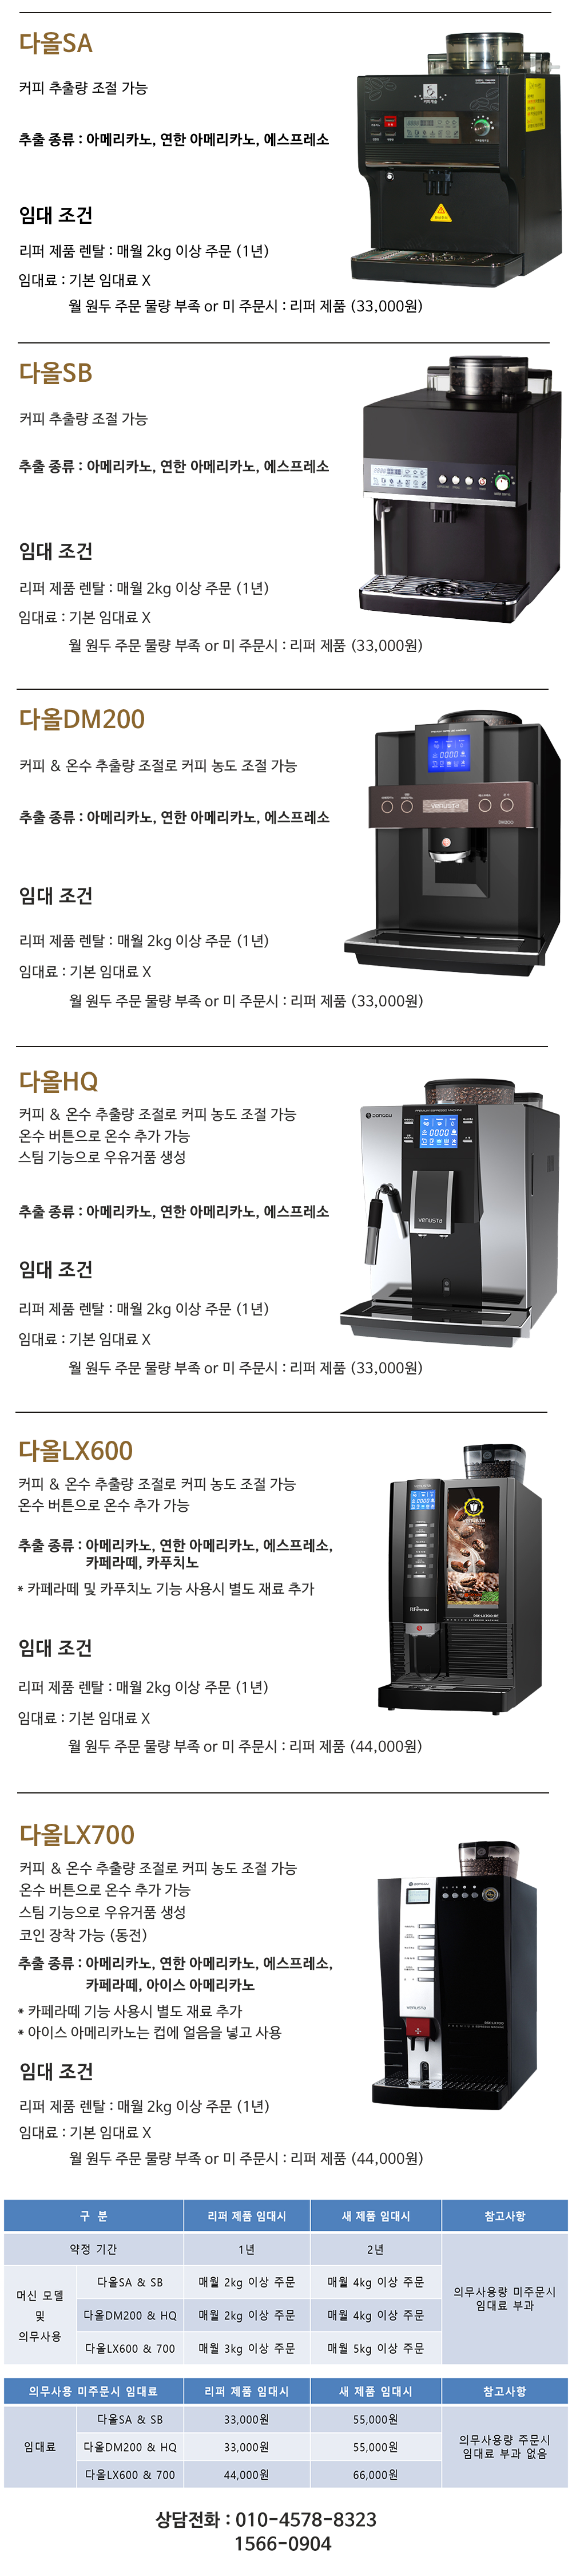 다올SA
커피 추출량 조절 가능
추출 종류 : 아메리카노, 연한 아메리카노, 에스프레소
임대 조건
리퍼 제품 렌탈 : 매월 2kg 이상 주문 (1년)
임대료 : 기본 임대료 X
월 원두 주문 물량 부족 or 미 주문시 : 리퍼 제품 (33,000원)
다올SB
커피 추출량 조절 가능
추출 종류 : 아메리카노, 연한 아메리카노, 에스프레소
임대 조건
리퍼 제품 렌탈 : 매월 2kg 이상 주문 (1년)
임대료 : 기본 임대료 X
월 원두 주문 물량 부족 or 미 주문시 : 리퍼 제품 (33,000원)
다올DM200
커피 & 온수 추출량 조절로 커피 농도 조절 가능
추출 종류 : 아메리카노, 연한 아메리카노, 에스프레소
venusta
임대 조건
리퍼 제품 렌탈 : 매월 2kg 이상 주문 (1년)
임대료 : 기본 임대료 X
월 원두 주문 물량 부족 or 미 주문시 : 리퍼 제품 (33,000원)
다올HQ
커피 & 온수 추출량 조절로 커피 농도 조절 가능
온수 버튼으로 온수 추가 가능
스팀 기능으로 우유거품 생성
DONGGU
venusta
추출 종류 : 아메리카노, 연한 아메리카노, 에스프레소
임대 조건
리퍼 제품 렌탈 : 매월 2kg 이상 주문 (1년)
임대료 : 기본 임대료 X
월 원두 주문 물량 부족 or 미 주문시 : 리퍼 제품 (33,000원)
다올LX600
커피 & 온수 추출량 조절로 커피 농도 조절 가능
온수 버튼으로 온수 추가 가능
추출 종류 : 아메리카노, 연한 아메리카노, 에스프레소,
카페라떼, 카푸치노
* 카페라떼 및 카푸치노 기능 사용시 별도 재료 추가
임대 조건
리퍼 제품 렌탈 : 매월 2kg 이상 주문 (1년)
임대료 : 기본 임대료 X
월 원두 주문 물량 부족 or 미 주문시 : 리퍼 제품 (44,000원)
다올LX700
커피 & 온수 추출량 조절로 커피 농도 조절 가능
온수 버튼으로 온수 추가 가능
스팀 기능으로 우유거품 생성
코인 장착 가능 (동전)
추출 종류 : 아메리카노, 연한 아메리카노, 에스프레소,
카페라떼, 아이스 아메리카노
* 카페라떼 기능 사용시 별도 재료 추가
* 아이스 아메리카노는 컵에 얼음을 넣고 사용
venusta
임대 조건
리퍼 제품 렌탈 : 매월 2kg 이상 주문 (1년)
임대료 : 기본 임대료 X
월 원두 주문 물량 부족 or 미 주문시 : 리퍼 제품 (44,000원)
구 분 리퍼 제품 임대시 새 제품 임대시 참고사항
약정 기간 1년 2년
머신 모델 및 의무사용
다올SA & SB 매월 2kg 이상 주문 매월 4kg 이상 주문
다올DM200 & HQ 매월 2kg 이상 주문 매월 4kg 이상 주문
다올LX600 & 700 매월 3kg 이상 주문 매월 5kg 이상 주문
의무사용량 미주문시
임대료 부과
의무사용 미주문시 임대료 리퍼 제품 임대시 새 제품 임대시 참고사항
임대료
다올SA & SB 33,000원 55,000원
다올DM200 & HQ 33,000원 55,000원
다올LX600 & 700 44,000원 66,000원
의무사용량 주문시
임대료 부과 없음
상담전화 : 010-4578-8323
1566-0904